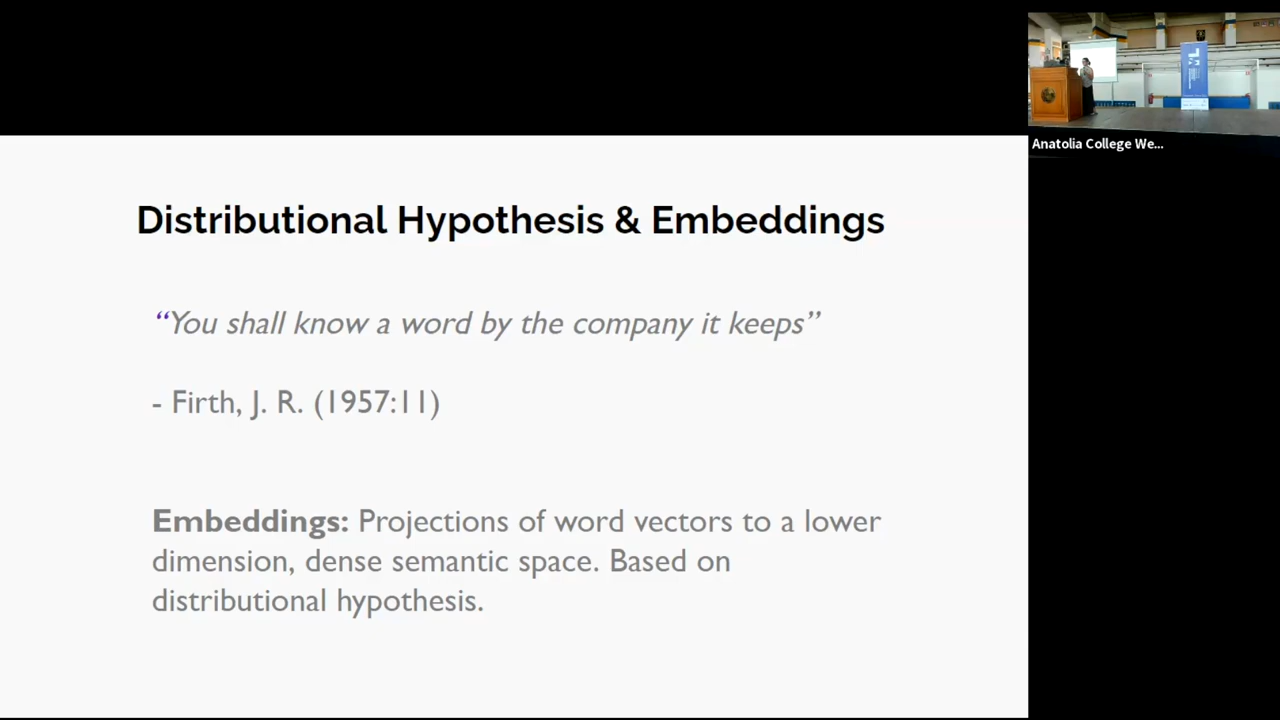 Distributional Hypothesis & Embeddings
“You shall know a word by the company it keeps”
- Firth, J. R. (1957:11)
Embeddings: Projections of word vectors to a lower
dimension, dense semantic space. Based on
distributional hypothesis.
Anatolia College We...